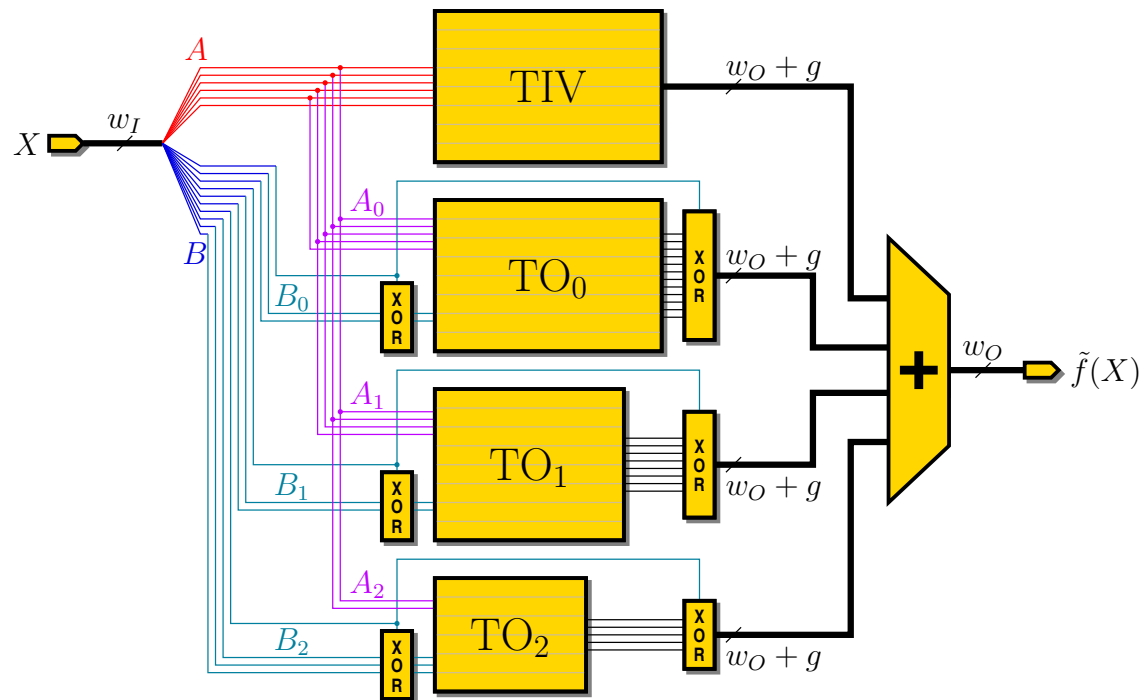 A
TIV
w_O + g
X
w_I
A_0
B
TO_0
XOR
w_O + g
B_0
XOR
w_O
+
f̃(X)
A_1
TO_1
XOR
w_O + g
B_1
XOR
A_2
TO_2
XOR
w_O + g
B_2
XOR